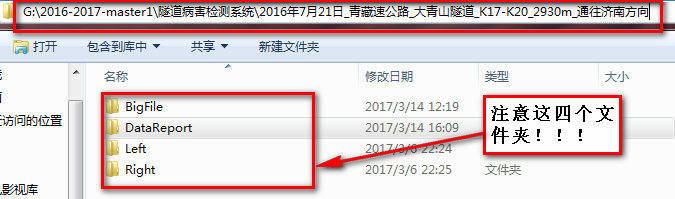 G:\2016-2017-master1\隧道病害检测系统\2016年7月21日_青藏速公路_大青山隧道_K17-K20_2930m_通往济南方向
打开 包含到库中 共享 新建文件夹
名称 修改日期 类型 大小
BigFile 2017/3/14 12:19
DataReport 2017/3/14 16:09
Left 2017/3/6 22:24
Right 2017/3/6 22:25 文件夹
注意这四个文
件夹！！！
访问的位置
影视库